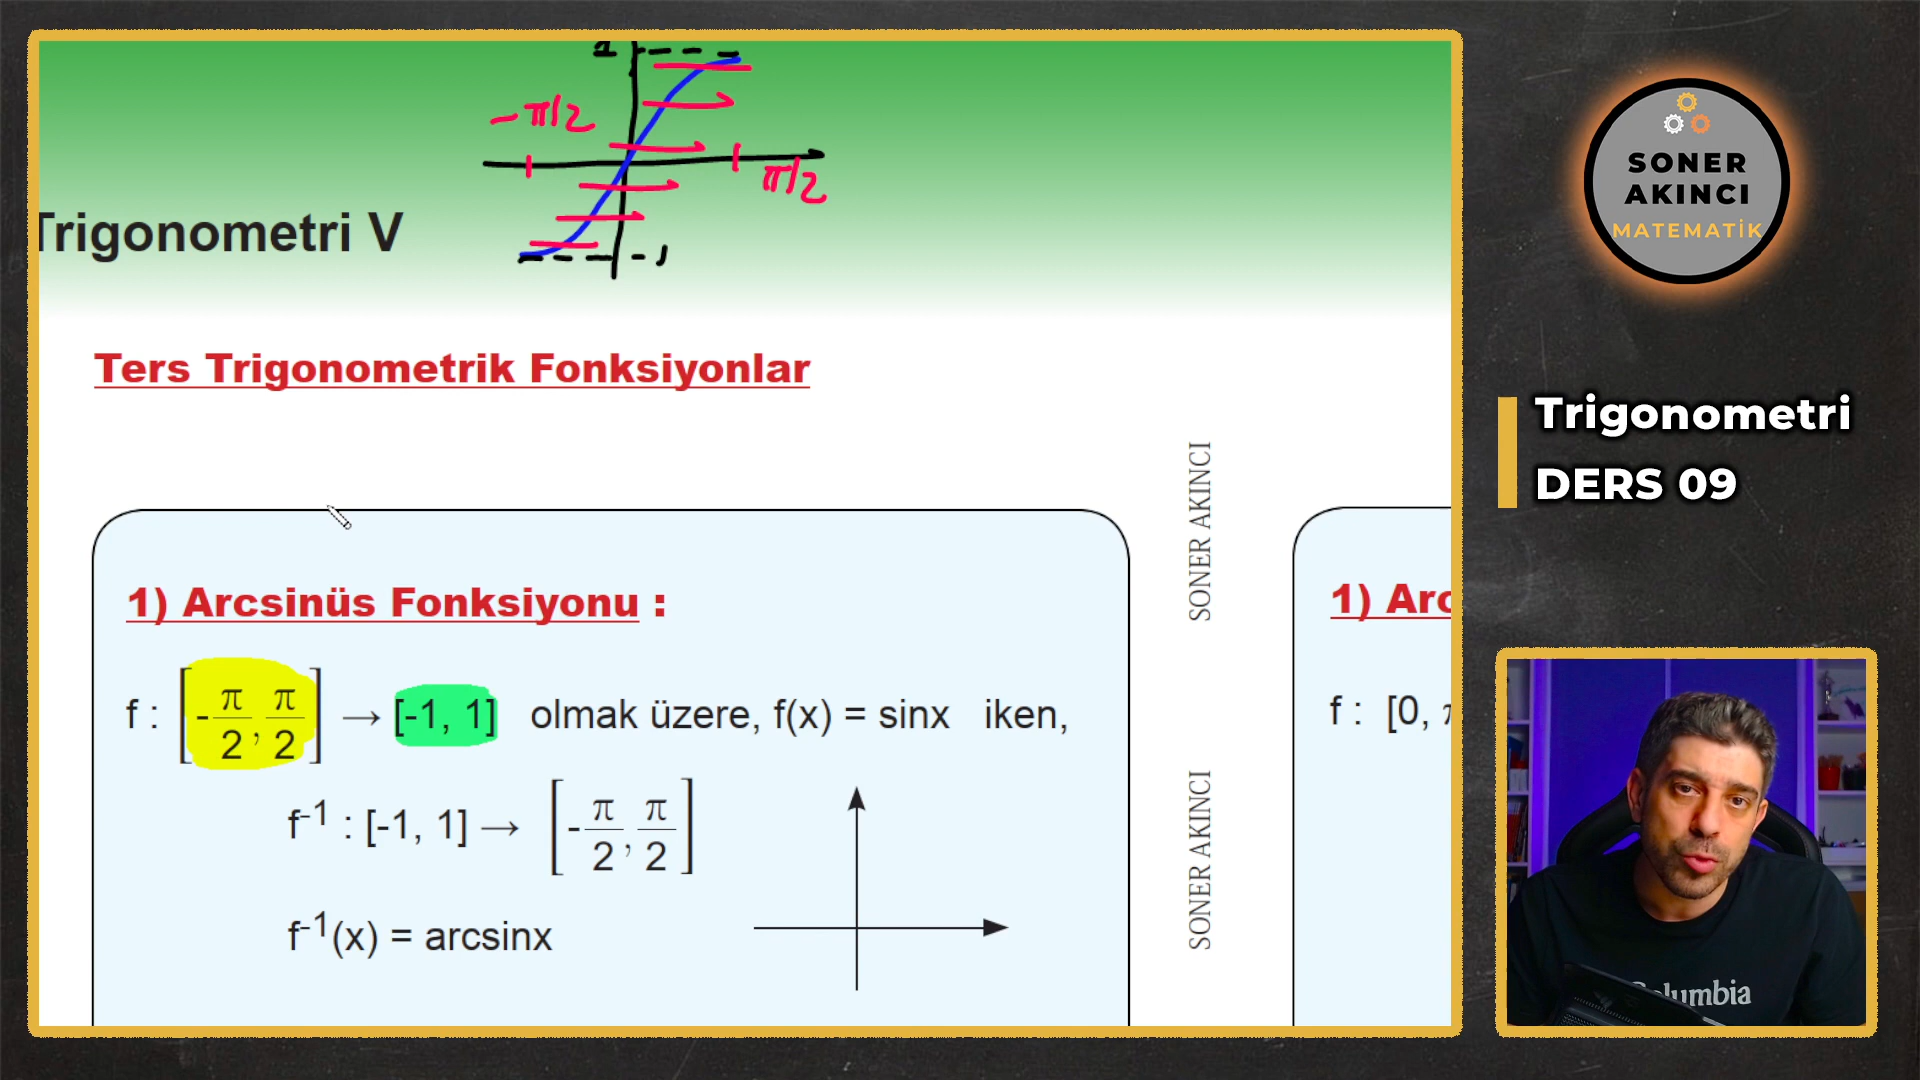 1
-π/2
π/2
-1
Trigonometri V
Ters Trigonometrik Fonksiyonlar
1) Arcsinüs Fonksiyonu :
f : [-π/2, π/2] → [-1, 1] olmak üzere, f(x) = sinx iken,
f⁻¹ : [-1, 1] → [-π/2, π/2]
f⁻¹(x) = arcsinx
SONER AKINCI
SONER AKINCI
1) Arc
f : [0,
SONER
AKINCI
MATEMATİK
Trigonometri
DERS 09
Columbia